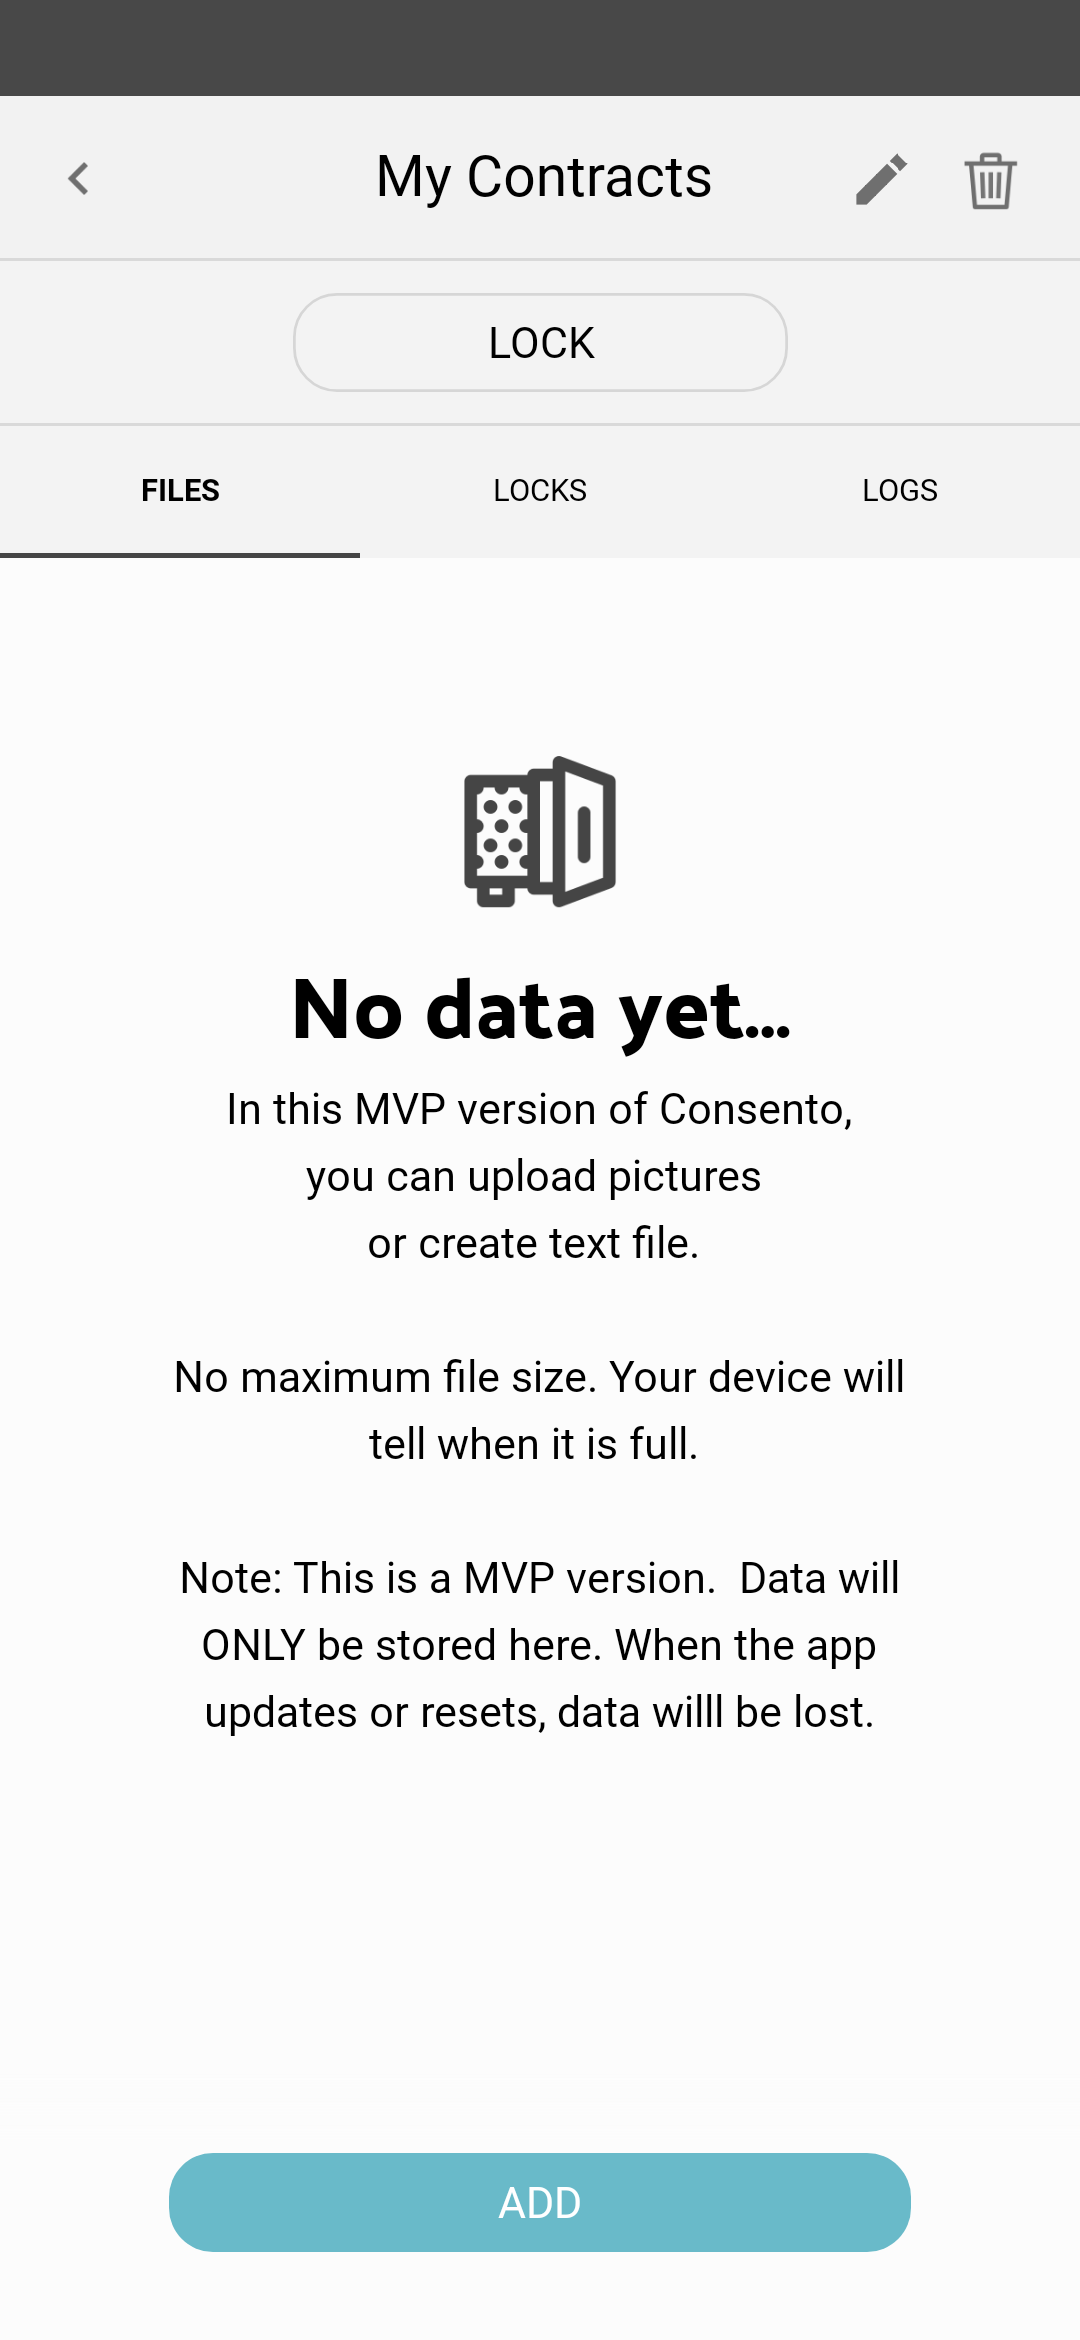 My Contracts
LOCK
FILES
LOCKS
LOGS
No data yet...
In this MVP version of Consento,
you can upload pictures
or create text file.
No maximum file size. Your device will
tell when it is full.
Note: This is a MVP version.  Data will
ONLY be stored here. When the app
updates or resets, data willl be lost.
ADD